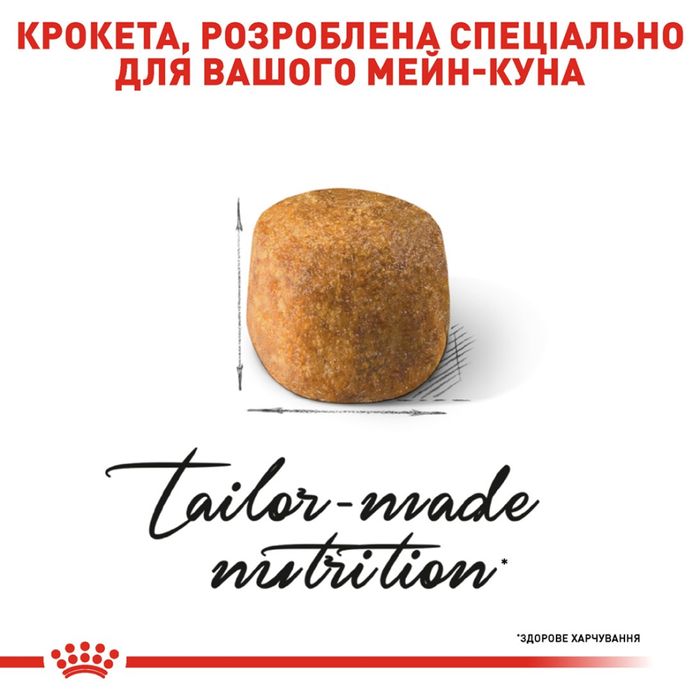 КРОКЕТА, РОЗРОБЛЕНА СПЕЦІАЛЬНО
ДЛЯ ВАШОГО МЕЙН-КУНА
Tailor-made
nutrition*
*ЗДОРОВЕ ХАРЧУВАННЯ